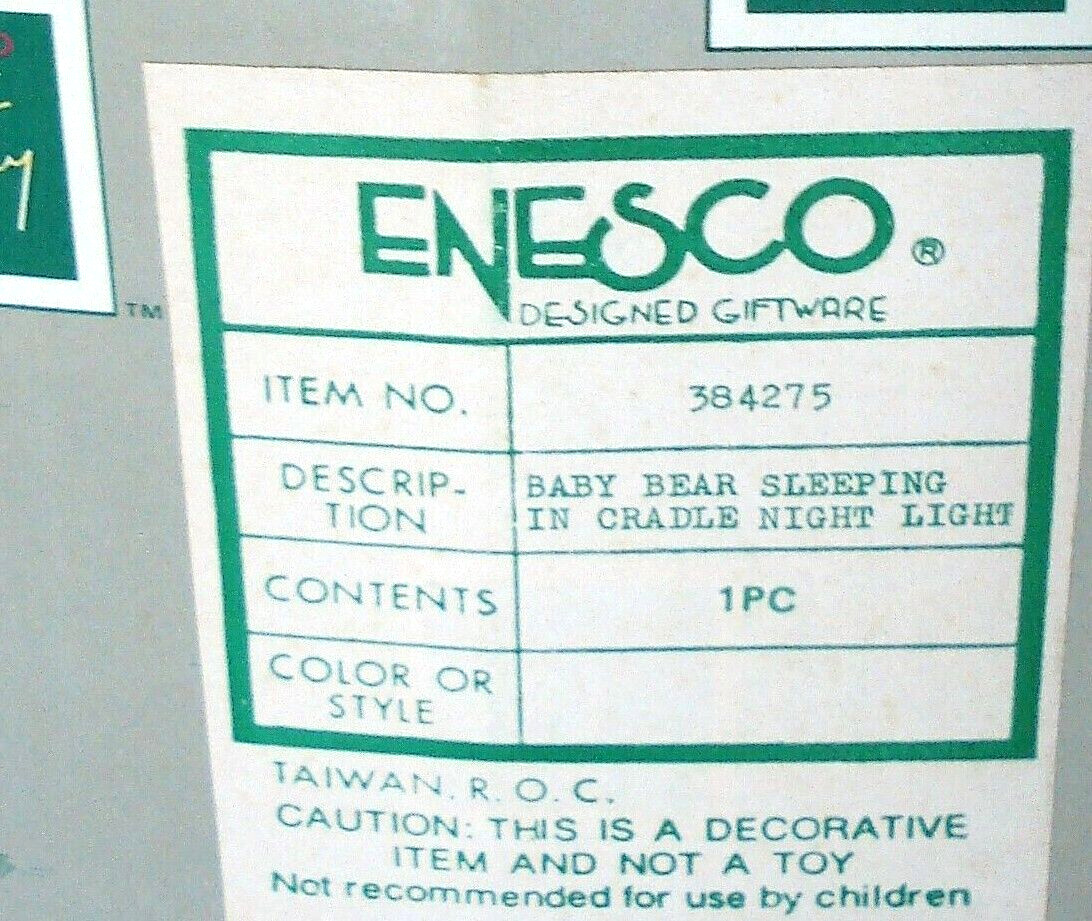 ENESCO ®
DESIGNED GIFTWARE
ITEM NO. 384275
DESCRIP-
TION
BABY BEAR SLEEPING
IN CRADLE NIGHT LIGHT
CONTENTS 1PC
COLOR OR
STYLE
TAIWAN. R. O. C.
CAUTION: THIS IS A DECORATIVE
ITEM AND NOT A TOY
Not recommended for use by children
TM